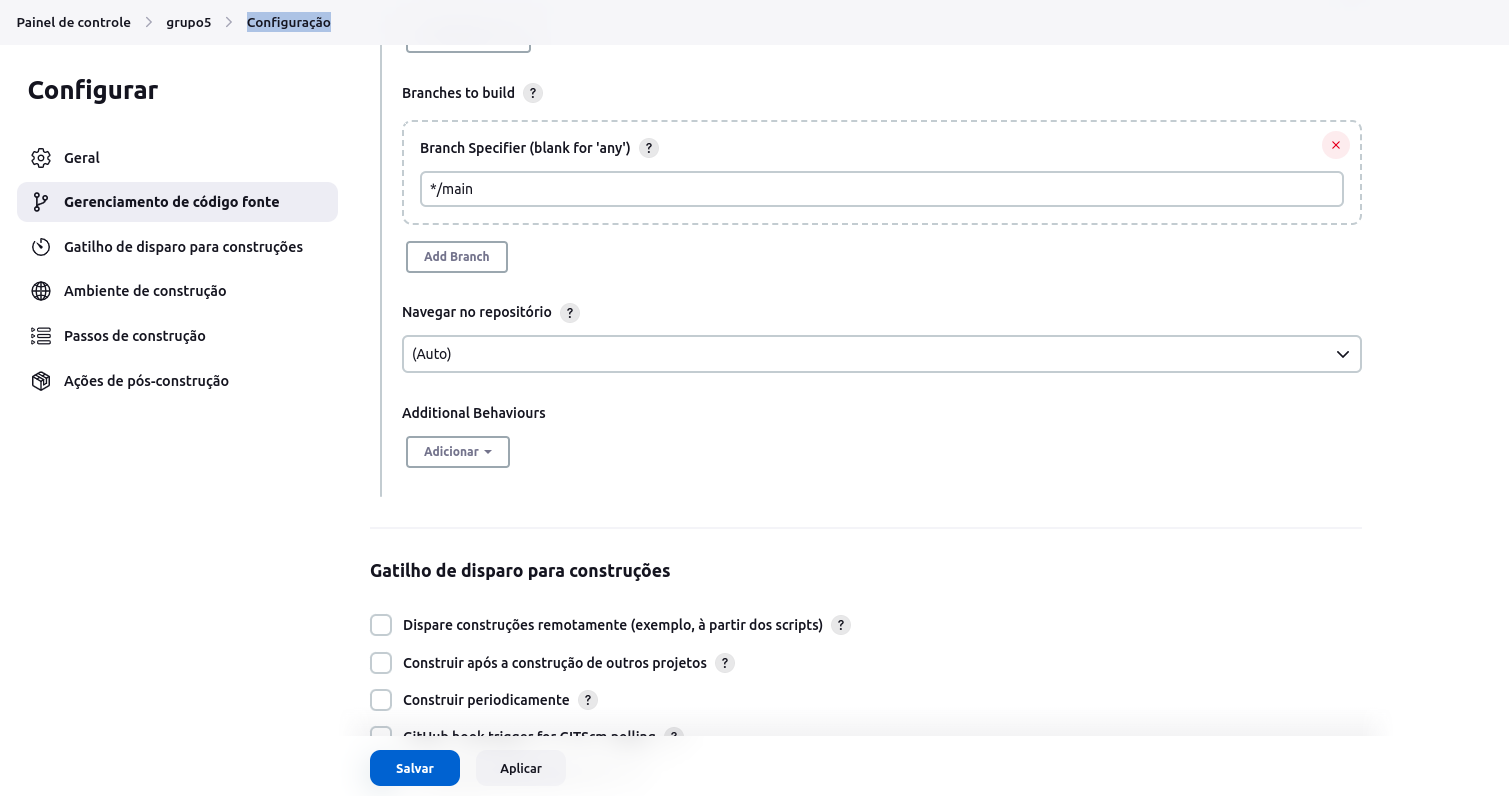 Painel de controle > grupo5 > Configuração
Configurar
Geral
Gerenciamento de código fonte
Gatilho de disparo para construções
Ambiente de construção
Passos de construção
Ações de pós-construção
Branches to build ?
Branch Specifier (blank for 'any') ?
*/main
Add Branch
Navegar no repositório ?
(Auto)
Additional Behaviours
Adicionar
Gatilho de disparo para construções
Dispare construções remotamente (exemplo, à partir dos scripts) ?
Construir após a construção de outros projetos ?
Construir periodicamente ?
GitHub hook trigger for GITScm polling ?
Salvar
Aplicar